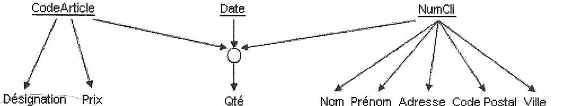 CodeArticle Date NumCli
Désignation Prix Qté Nom Prénom Adresse Code Postal Ville